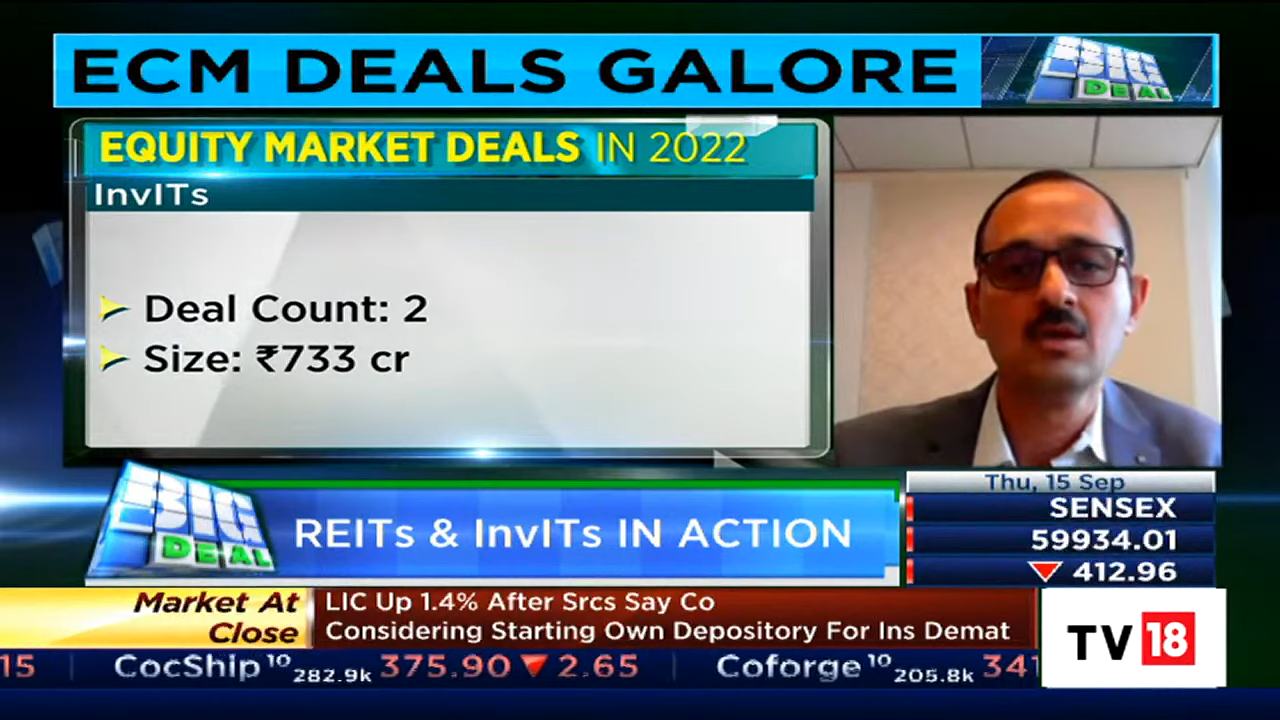 ECM DEALS GALORE
BIG
DEAL
EQUITY MARKET DEALS IN 2022
InvITs
Deal Count: 2
Size: ₹733 cr
BIG
DEAL
REITs & InvITs IN ACTION
Thu, 15 Sep
SENSEX
59934.01
▼ 412.96
Market At
Close
LIC Up 1.4% After Srcs Say Co
Considering Starting Own Depository For Ins Demat
TV18
15 CocShip 10 282.9k 375.90 ▼ 2.65 Coforge 10 205.8k 341